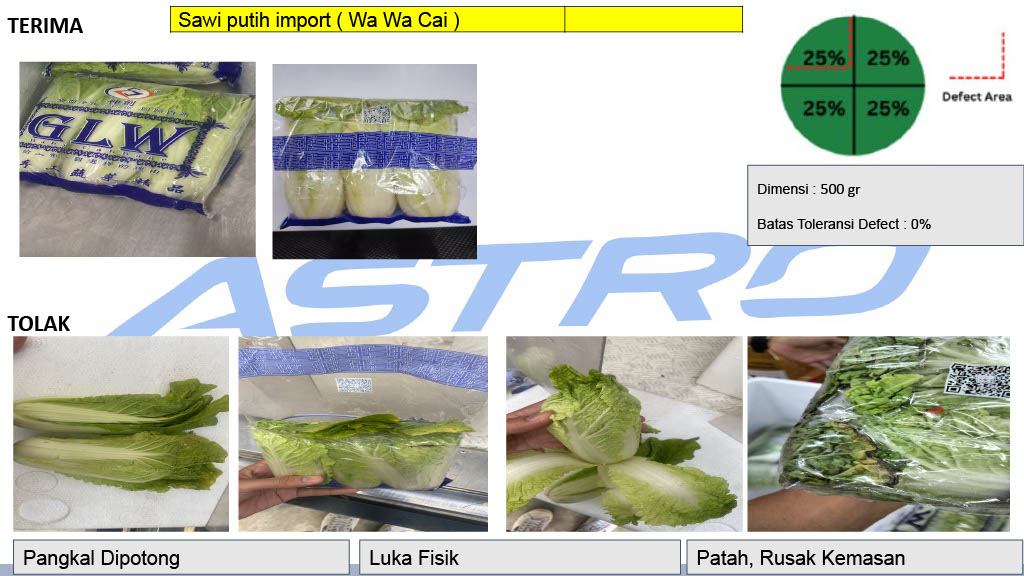 TERIMA
Sawi putih import ( Wa Wa Cai )
25% 25%
25% 25%
Defect Area
GLW
Dimensi : 500 gr
Batas Toleransi Defect : 0%
ASTRO
TOLAK
Pangkal Dipotong
Luka Fisik
Patah, Rusak Kemasan